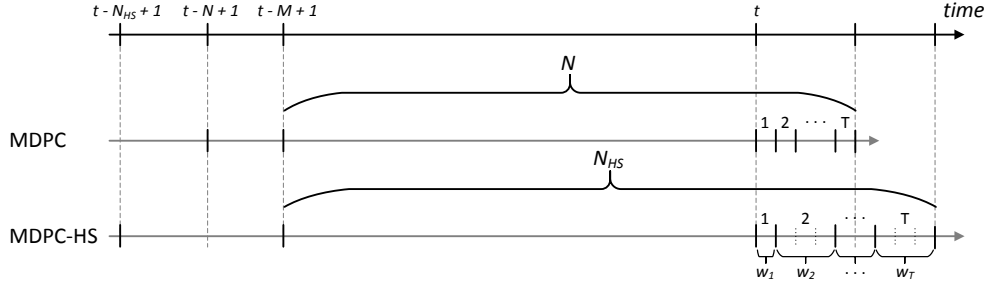 t - N_HS + 1 t - N + 1 t - M + 1 t time
N
MDPC 1 2 · · · T
N_HS
MDPC-HS 1 2 · · · T
w_1 w_2 · · · w_T